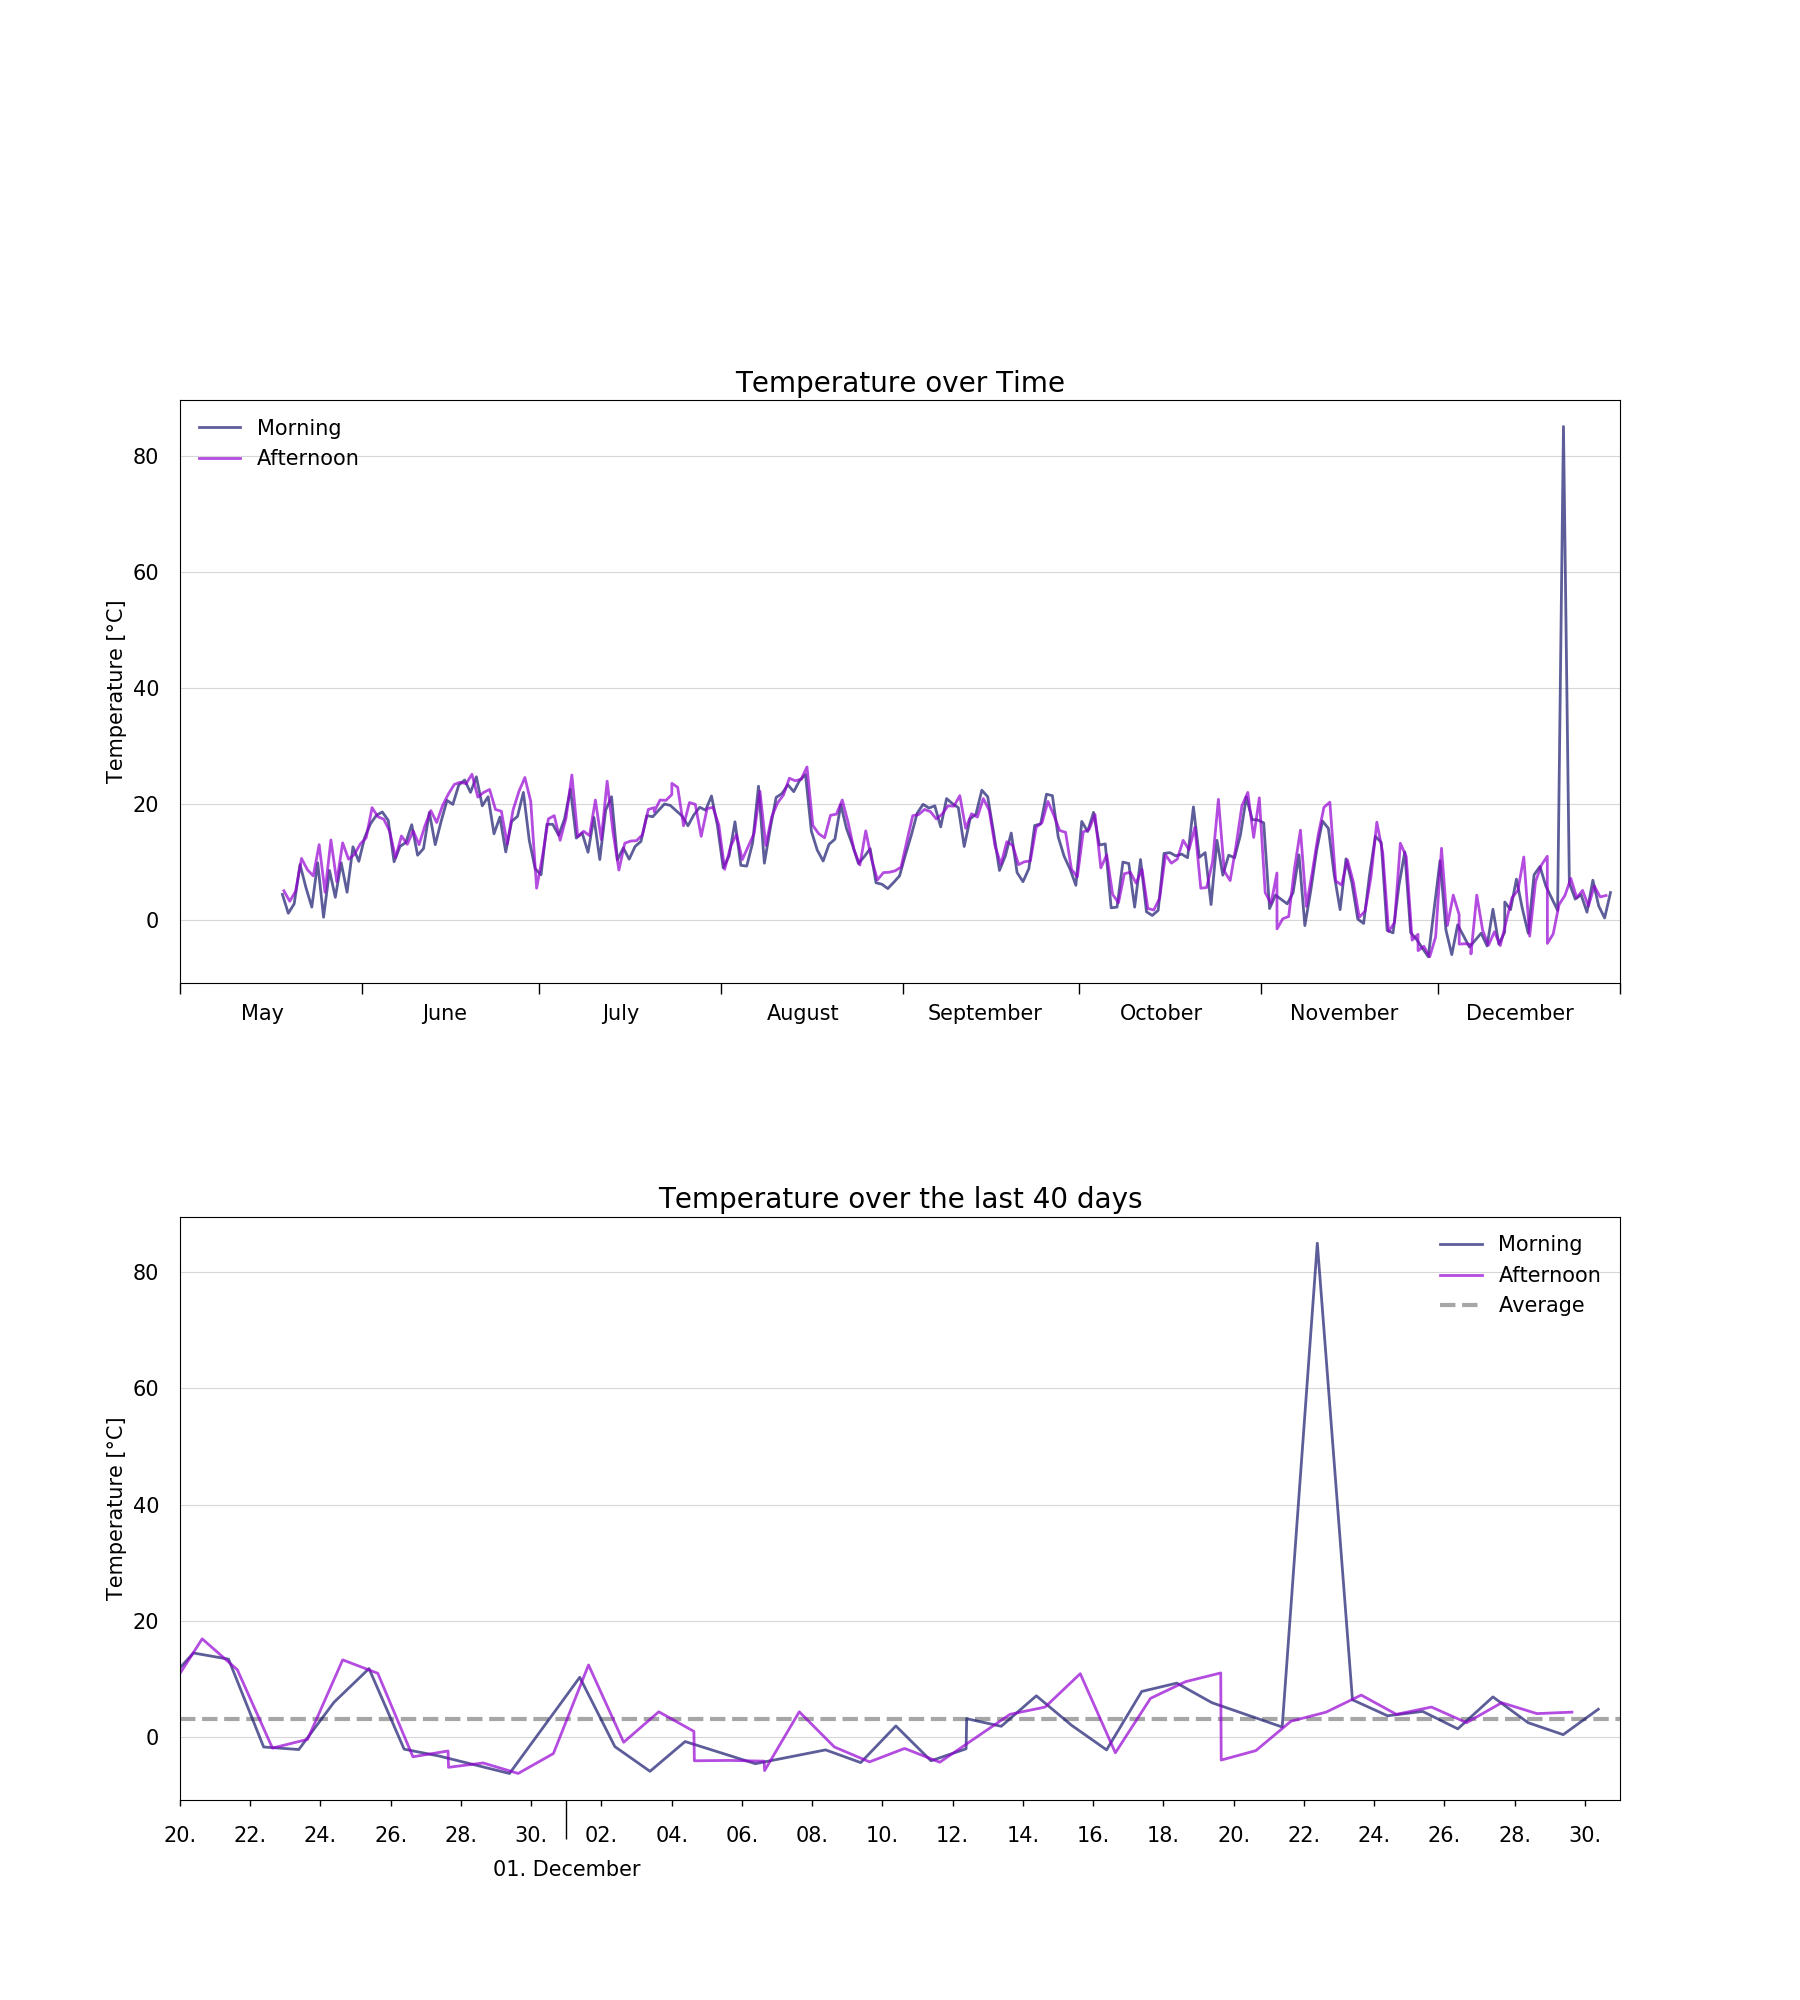 Temperature over Time
Morning
Afternoon
80
60
40
20
0
Temperature [°C]
May June July August September October November December
Temperature over the last 40 days
Morning
Afternoon
Average
80
60
40
20
0
Temperature [°C]
20. 22. 24. 26. 28. 30. 02. 04. 06. 08. 10. 12. 14. 16. 18. 20. 22. 24. 26. 28. 30.
01. December